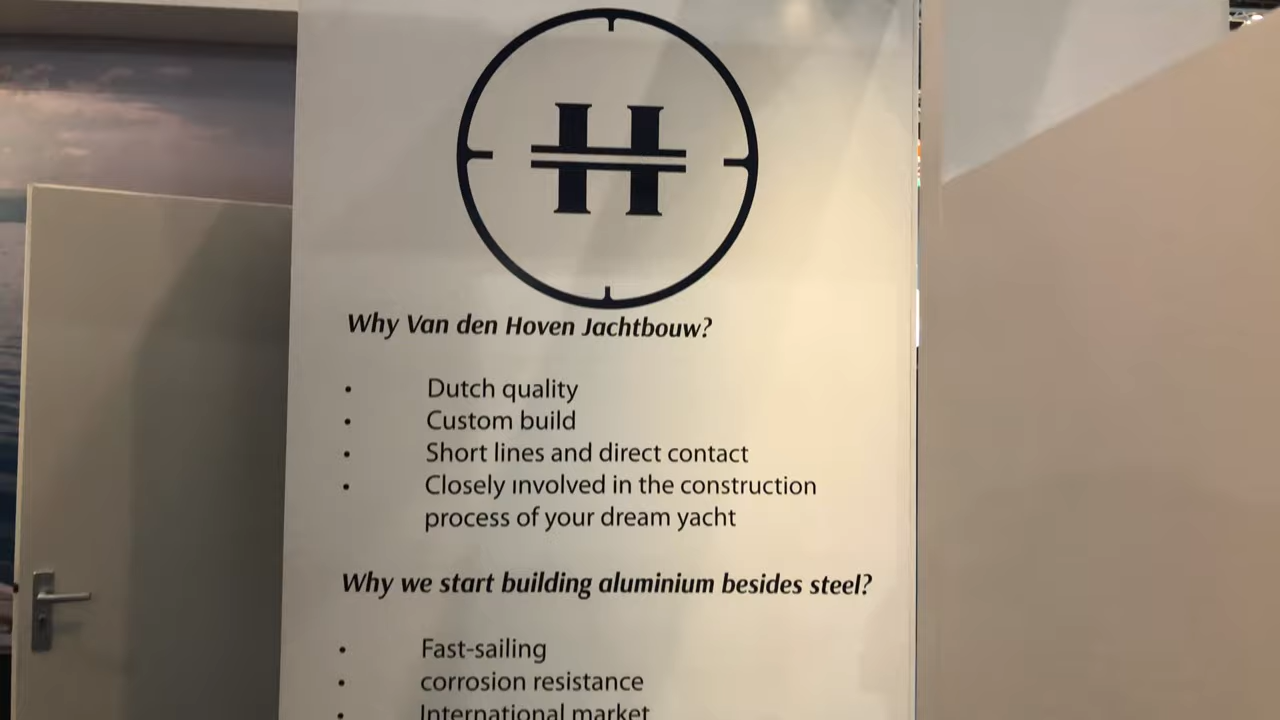 H
Why Van den Hoven Jachtbouw?
• Dutch quality
• Custom build
• Short lines and direct contact
• Closely involved in the construction
process of your dream yacht
Why we start building aluminium besides steel?
• Fast-sailing
• corrosion resistance
• International market